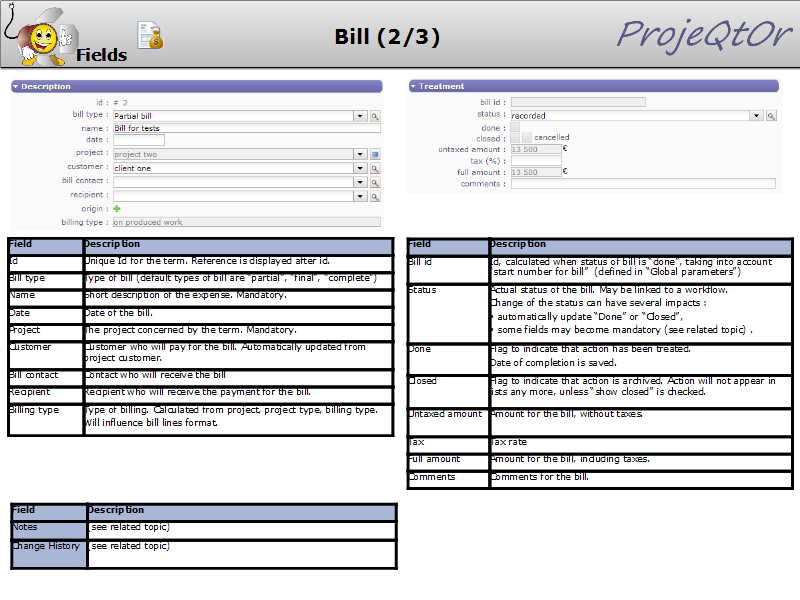 Fields
Bill (2/3)
ProjeQtOr
Description
id : # 2
bill type : Partial bill
name : Bill for tests
date :
project : project two
customer : client one
bill contact :
recipient :
origin :
billing type : on produced work
Treatment
bill id :
status : recorded
done :
closed : cancelled
untaxed amount : 13 500 €
tax (%) :
full amount : 13 500 €
comments :
Field Description
Id Unique Id for the term. Reference is displayed after id.
Bill type Type of bill (default types of bill are “partial”, “final”, “complete”)
Name Short description of the expense. Mandatory.
Date Date of the bill.
Project The project concerned by the term. Mandatory.
Customer Customer who will pay for the bill. Automatically updated from
project customer.
Bill contact Contact who will receive the bill
Recipient Recipient who will receive the payment for the bill.
Billing type Type of billing. Calculated from project, project type, billing type.
Will influence bill lines format.
Field Description
Bill id Id, calculated when status of bill is “done”, taking into account
“start number for bill” (defined in “Global parameters”)
Status Actual status of the bill. May be linked to a workflow.
Change of the status can have several impacts :
• automatically update “Done” or “Closed”,
• some fields may become mandatory (see related topic) .
Done Flag to indicate that action has been treated.
Date of completion is saved.
Closed Flag to indicate that action is archived. Action will not appear in
lists any more, unless “show closed” is checked.
Untaxed amount Amount for the bill, without taxes.
Tax Tax rate
Full amount Amount for the bill, including taxes.
Comments Comments for the bill.
Field Description
Notes (see related topic)
Change History (see related topic)